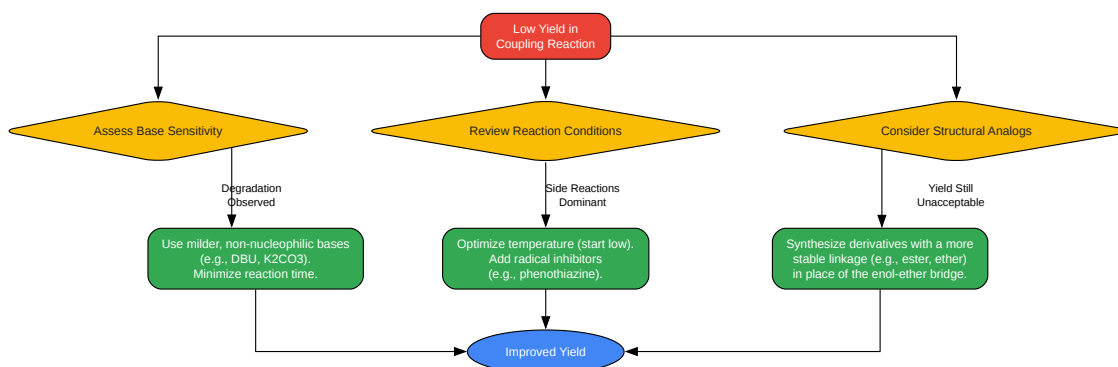 Low Yield in
Coupling Reaction
Assess Base Sensitivity
Review Reaction Conditions
Consider Structural Analogs
Degradation
Observed
Side Reactions
Dominant
Yield Still
Unacceptable
Use milder, non-nucleophilic bases
(e.g., DBU, K2CO3).
Minimize reaction time.
Optimize temperature (start low).
Add radical inhibitors
(e.g., phenothiazine).
Synthesize derivatives with a more
stable linkage (e.g., ester, ether)
in place of the enol-ether bridge.
Improved Yield